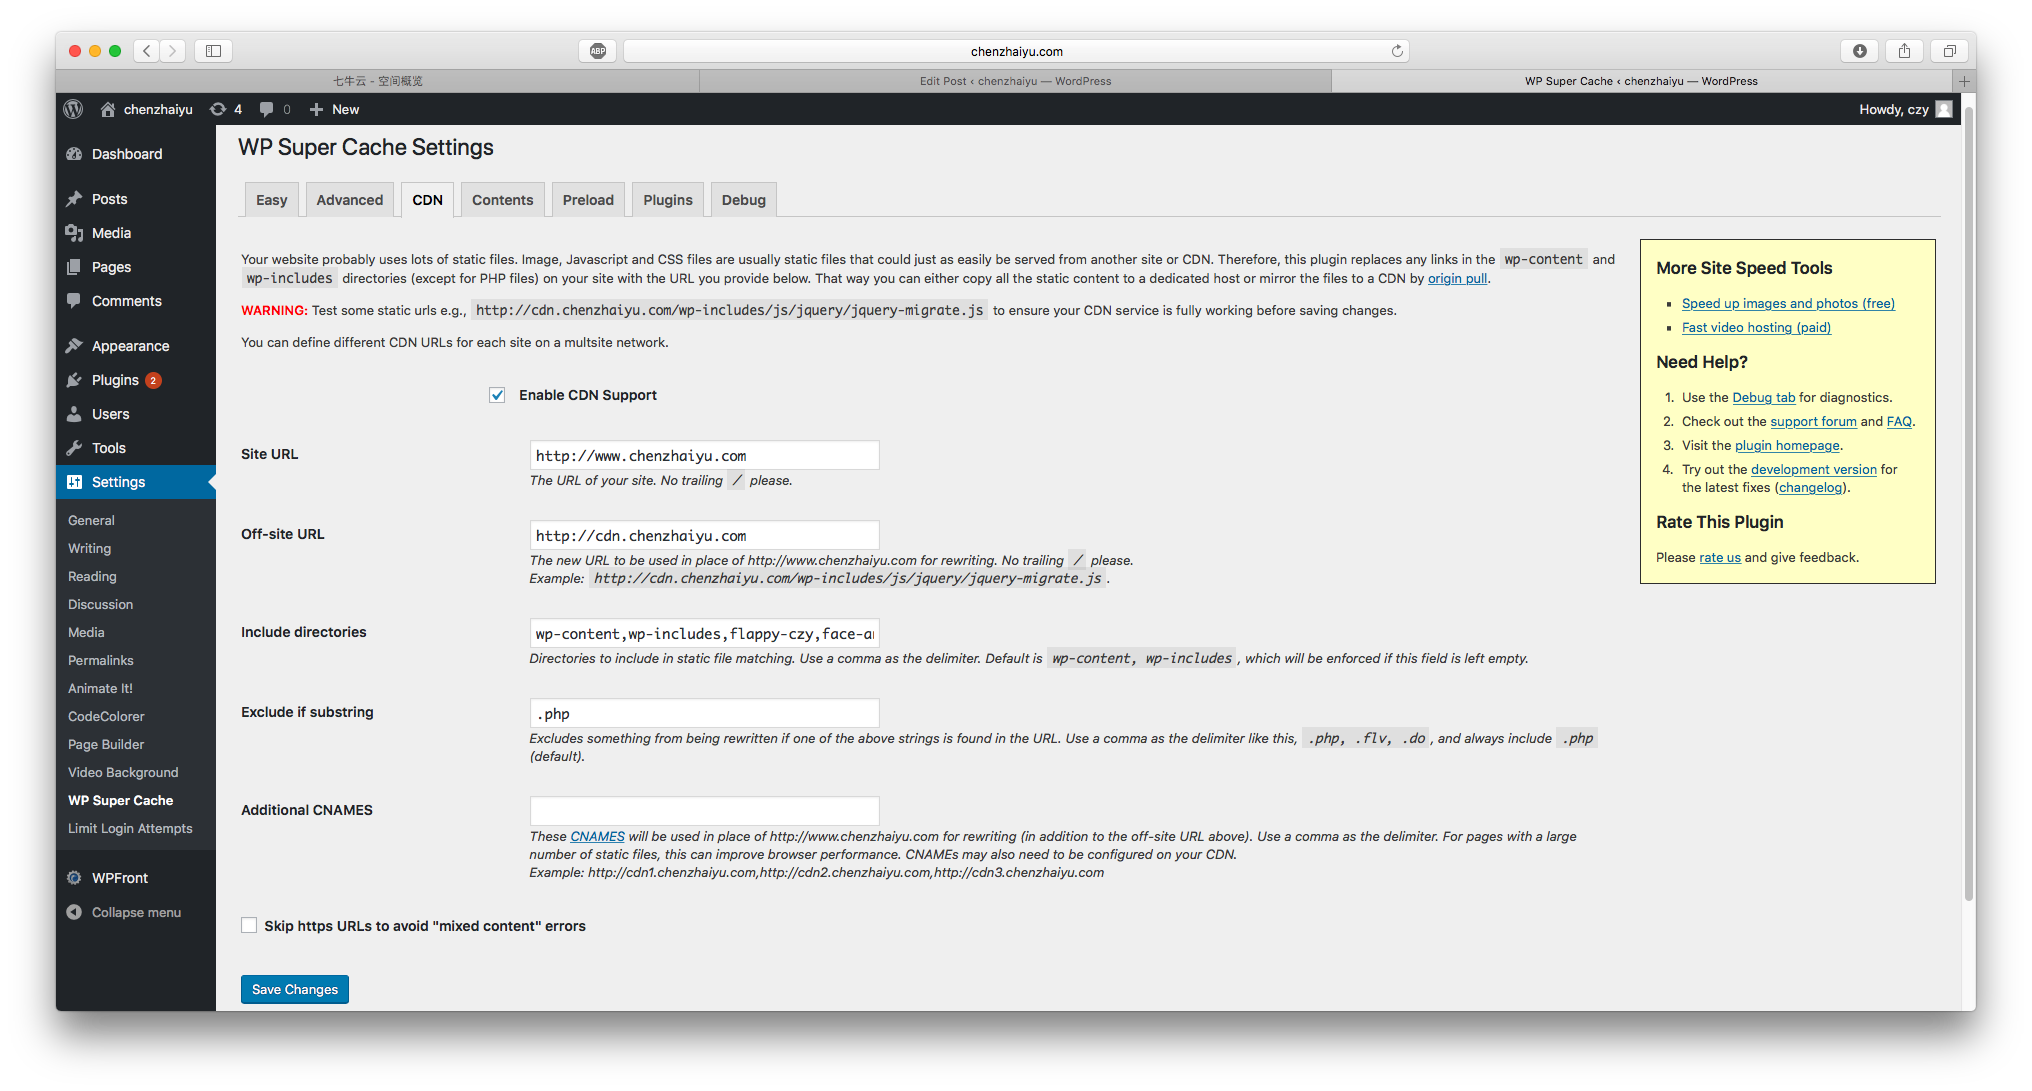 ABP
chenzhaiyu.com
七牛云 - 空间概览
Edit Post ‹ chenzhaiyu — WordPress
WP Super Cache ‹ chenzhaiyu — WordPress
chenzhaiyu 4 0 New
Howdy, czy
Dashboard
Posts
Media
Pages
Comments
Appearance
Plugins 2
Users
Tools
Settings
General
Writing
Reading
Discussion
Media
Permalinks
Animate It!
CodeColorer
Page Builder
Video Background
WP Super Cache
Limit Login Attempts
WPFront
Collapse menu
WP Super Cache Settings
Easy Advanced CDN Contents Preload Plugins Debug
Your website probably uses lots of static files. Image, Javascript and CSS files are usually static files that could just as easily be served from another site or CDN. Therefore, this plugin replaces any links in the wp-content and
wp-includes directories (except for PHP files) on your site with the URL you provide below. That way you can either copy all the static content to a dedicated host or mirror the files to a CDN by origin pull.
WARNING: Test some static urls e.g., http://cdn.chenzhaiyu.com/wp-includes/js/jquery/jquery-migrate.js to ensure your CDN service is fully working before saving changes.
You can define different CDN URLs for each site on a multsite network.
Enable CDN Support
Site URL
http://www.chenzhaiyu.com
The URL of your site. No trailing / please.
Off-site URL
http://cdn.chenzhaiyu.com
The new URL to be used in place of http://www.chenzhaiyu.com for rewriting. No trailing / please.
Example: http://cdn.chenzhaiyu.com/wp-includes/js/jquery/jquery-migrate.js .
Include directories
wp-content,wp-includes,flappy-czy,face-a
Directories to include in static file matching. Use a comma as the delimiter. Default is wp-content, wp-includes , which will be enforced if this field is left empty.
Exclude if substring
.php
Excludes something from being rewritten if one of the above strings is found in the URL. Use a comma as the delimiter like this, .php, .flv, .do , and always include .php
(default).
Additional CNAMES
These CNAMES will be used in place of http://www.chenzhaiyu.com for rewriting (in addition to the off-site URL above). Use a comma as the delimiter. For pages with a large
number of static files, this can improve browser performance. CNAMEs may also need to be configured on your CDN.
Example: http://cdn1.chenzhaiyu.com,http://cdn2.chenzhaiyu.com,http://cdn3.chenzhaiyu.com
Skip https URLs to avoid "mixed content" errors
Save Changes
More Site Speed Tools
Speed up images and photos (free)
Fast video hosting (paid)
Need Help?
1. Use the Debug tab for diagnostics.
2. Check out the support forum and FAQ.
3. Visit the plugin homepage.
4. Try out the development version for
the latest fixes (changelog).
Rate This Plugin
Please rate us and give feedback.